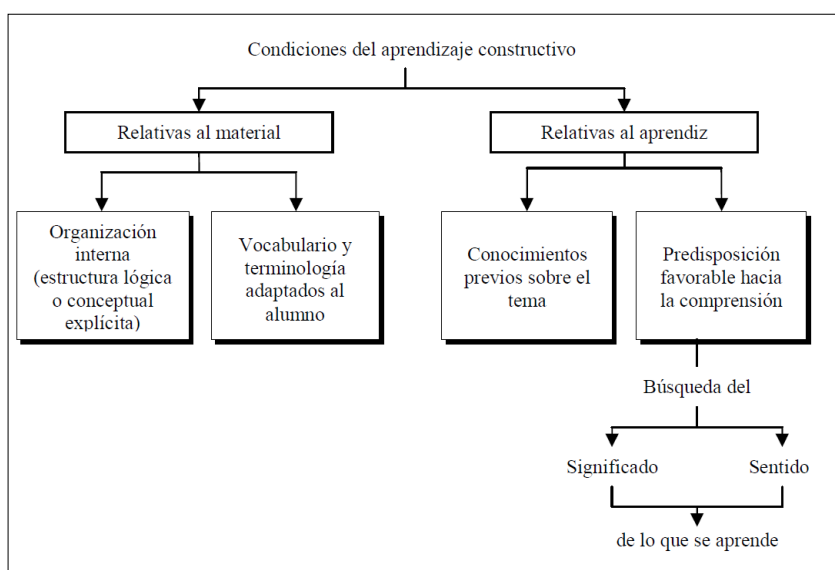 Condiciones del aprendizaje constructivo
Relativas al material
Relativas al aprendiz
Organización
interna
(estructura lógica
o conceptual
explícita)
Vocabulario y
terminología
adaptados al
alumno
Conocimientos
previos sobre el
tema
Predisposición
favorable hacia
la comprensión
Búsqueda del
Significado
Sentido
de lo que se aprende